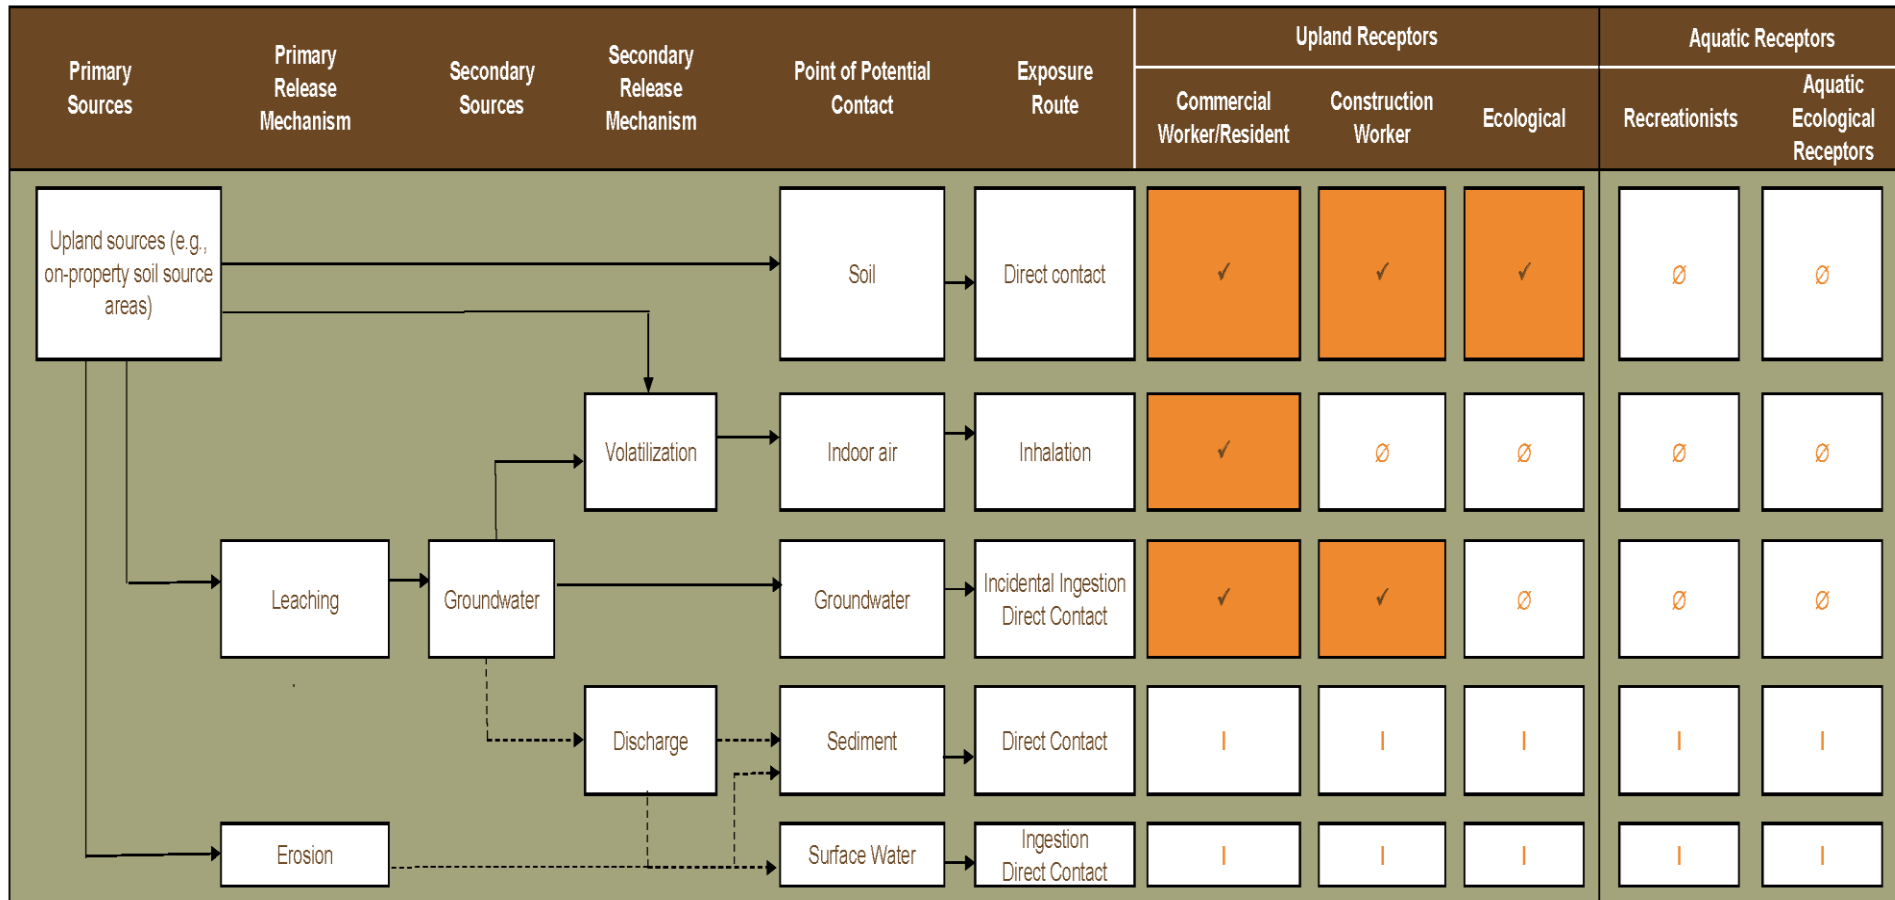 Primary
Sources
Primary
Release
Mechanism
Secondary
Sources
Secondary
Release
Mechanism
Point of Potential
Contact
Exposure
Route
Upland Receptors
Commercial
Worker/Resident
Construction
Worker
Ecological
Aquatic Receptors
Recreationists
Aquatic
Ecological
Receptors
Upland sources (e.g.,
on-property soil source
areas)
Soil
Direct contact
✓
✓
✓
Ø
Ø
Volatilization
Indoor air
Inhalation
✓
Ø
Ø
Ø
Ø
Leaching
Groundwater
Groundwater
Incidental Ingestion
Direct Contact
✓
✓
Ø
Ø
Ø
Discharge
Sediment
Direct Contact
I
I
I
I
I
Erosion
Surface Water
Ingestion
Direct Contact
I
I
I
I
I